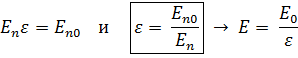 Eₙε = Eₙ₀ и ε = Eₙ₀/Eₙ → E = E₀/ε